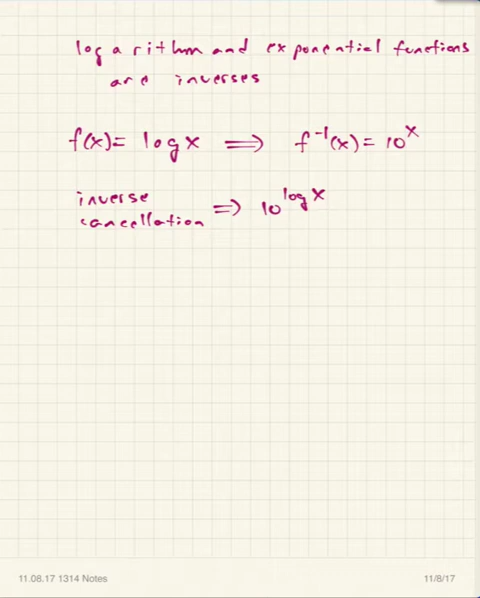 logarithm and exponential functions
are inverses
f(x)= log x ⟹ f⁻¹(x)= 10ˣ
inverse
cancellation ⟹ 10^log x
11.08.17 1314 Notes
11/8/17